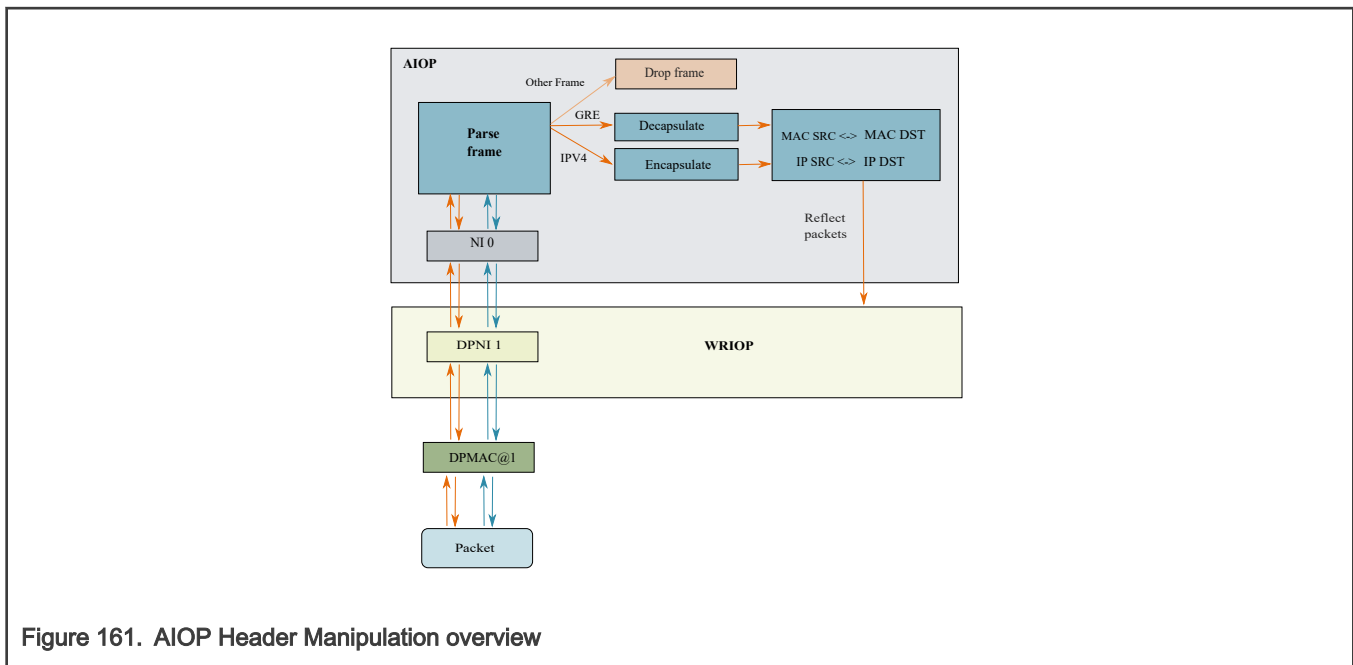 AIOP
Drop frame
Other Frame
GRE
Decapsulate
Parse
frame
MAC SRC <-> MAC DST
IPV4
Encapsulate
IP SRC <-> IP DST
Reflect
packets
NI 0
DPNI 1
WRIOP
DPMAC@1
Packet
Figure 161. AIOP Header Manipulation overview